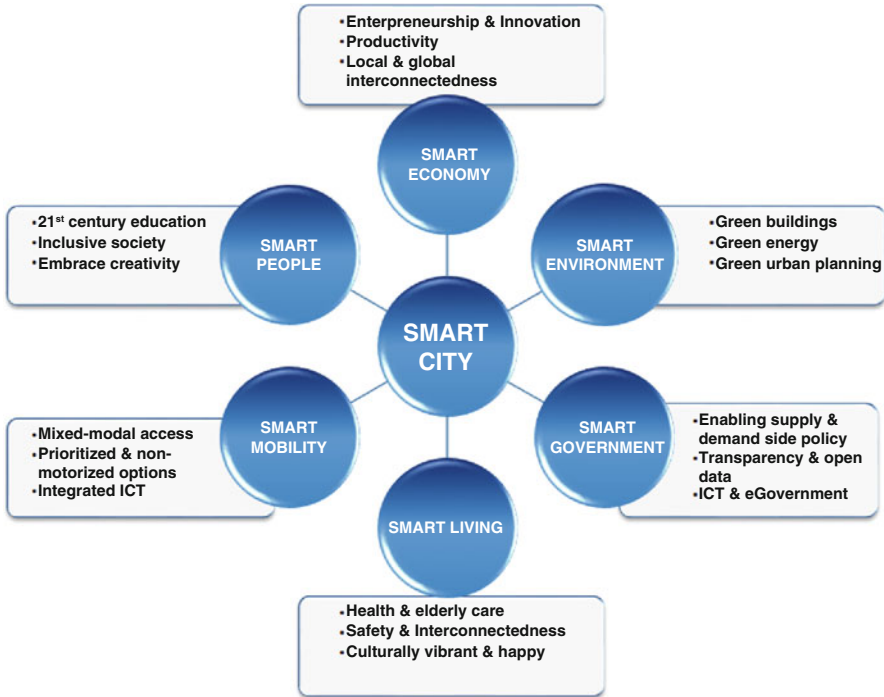 •Enterpreneurship & Innovation
•Productivity
•Local & global
interconnectedness
SMART
ECONOMY
•21st century education
•Inclusive society
•Embrace creativity
SMART
PEOPLE
SMART
ENVIRONMENT
•Green buildings
•Green energy
•Green urban planning
SMART
CITY
•Mixed-modal access
•Prioritized & non-
motorized options
•Integrated ICT
SMART
MOBILITY
SMART
GOVERNMENT
•Enabling supply &
demand side policy
•Transparency & open
data
•ICT & eGovernment
SMART LIVING
•Health & elderly care
•Safety & Interconnectedness
•Culturally vibrant & happy